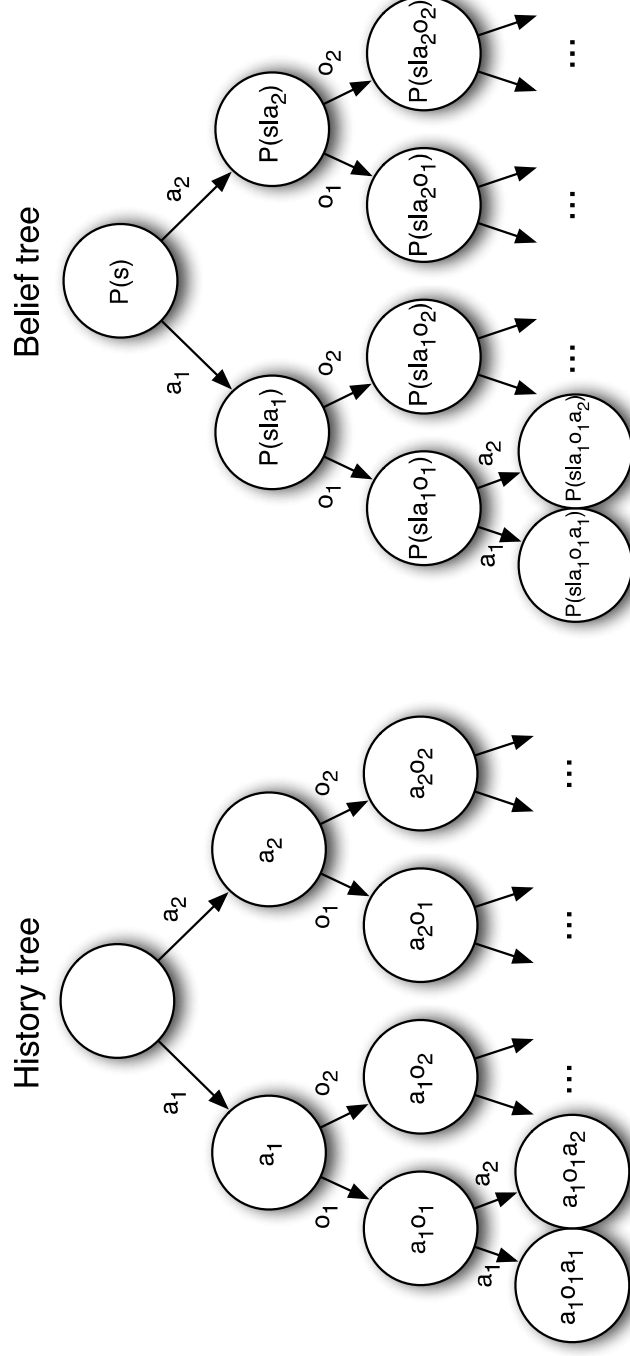 History tree
a₁
a₂
a₁
a₂
o₁
o₂
o₁
o₂
a₁o₁
a₁o₂
a₂o₁
a₂o₂
a₁
a₂
a₁o₁a₁
a₁o₁a₂
...
...
...
Belief tree
P(s)
a₁
a₂
P(s|a₁)
P(s|a₂)
o₁
o₂
o₁
o₂
P(s|a₁o₁)
P(s|a₁o₂)
P(s|a₂o₁)
P(s|a₂o₂)
a₁
a₂
P(s|a₁o₁a₁)
P(s|a₁o₁a₂)
...
...
...